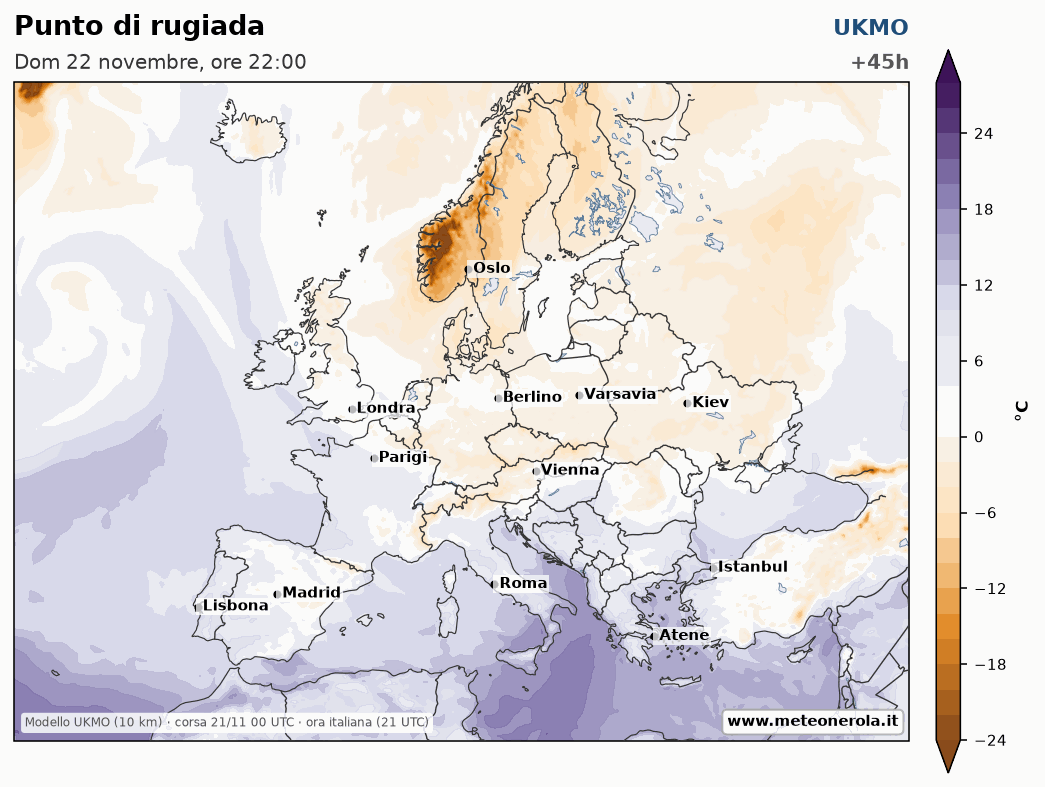 Punto di rugiada
UKMO
Dom 22 novembre, ore 22:00
+45h
Oslo
Londra
Berlino
Varsavia
Kiev
Parigi
Vienna
Istanbul
Roma
Madrid
Lisbona
Atene
Modello UKMO (10 km) · corsa 21/11 00 UTC · ora italiana (21 UTC)
www.meteonerola.it
24
18
12
6
0
−6
−12
−18
−24
°C